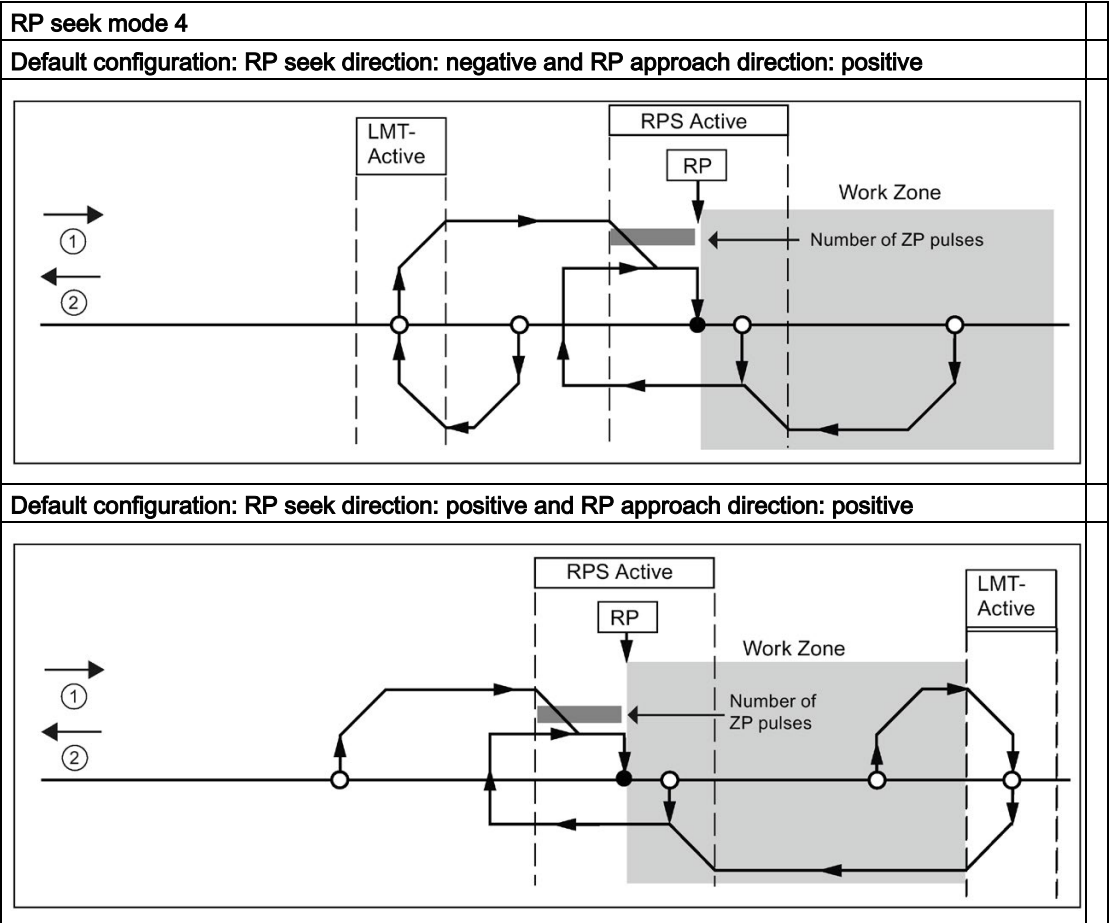 RP seek mode 4
Default configuration: RP seek direction: negative and RP approach direction: positive
LMT-
Active
RPS Active
RP
Work Zone
1
Number of ZP pulses
2
Default configuration: RP seek direction: positive and RP approach direction: positive
RPS Active
LMT-
Active
RP
Work Zone
1
Number of
ZP pulses
2